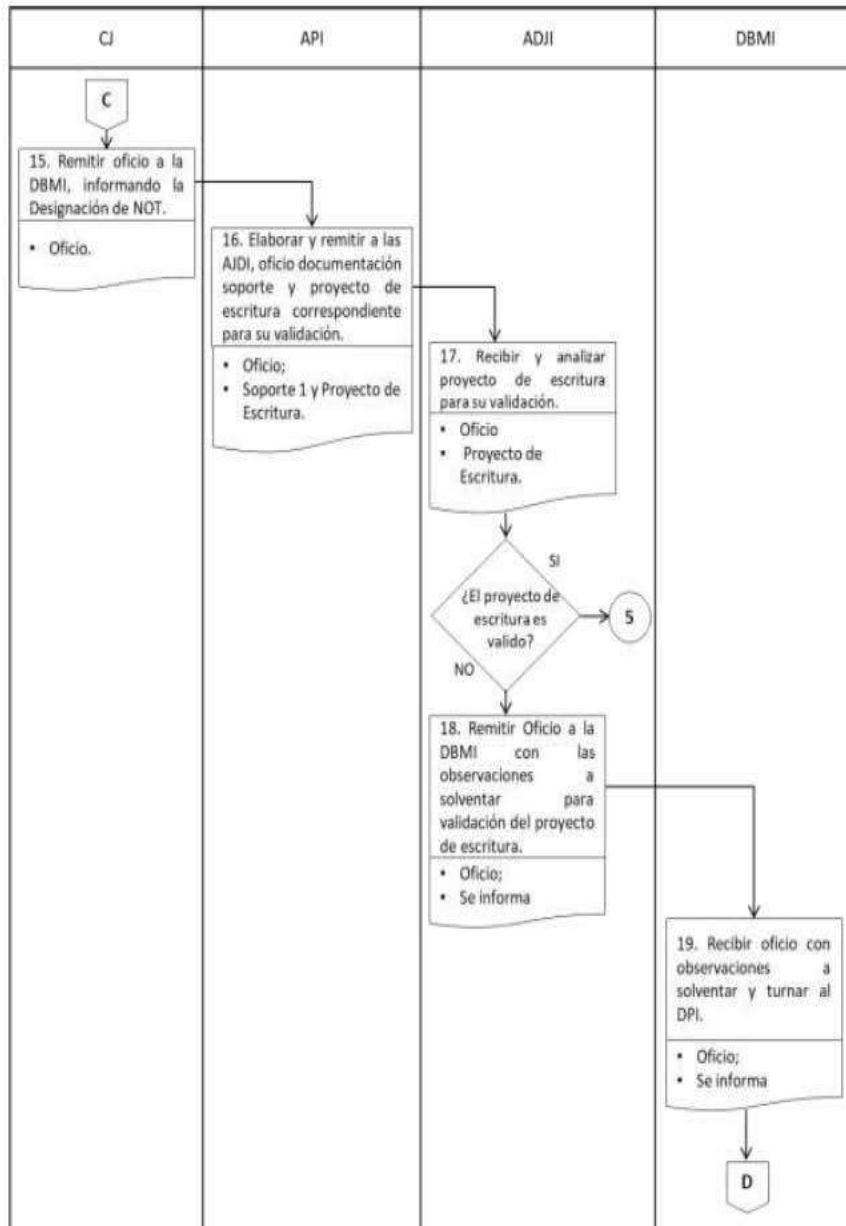 CJ
API
ADJI
DBMI
C
15. Remitir oficio a la
DBMI, informando la
Designación de NOT.
• Oficio.
16. Elaborar y remitir a las
AJDI, oficio documentación
soporte y proyecto de
escritura correspondiente
para su validación.
• Oficio;
• Soporte 1 y Proyecto de
Escritura.
17. Recibir y analizar
proyecto de escritura
para su validación.
• Oficio
• Proyecto de
Escritura.
SI
¿El proyecto de
escritura es
valido?
5
NO
18. Remitir Oficio a la
DBMI con las
observaciones a
solventar para
validación del proyecto
de escritura.
• Oficio;
• Se informa
19. Recibir oficio con
observaciones a
solventar y turnar al
DPI.
• Oficio;
• Se informa
D